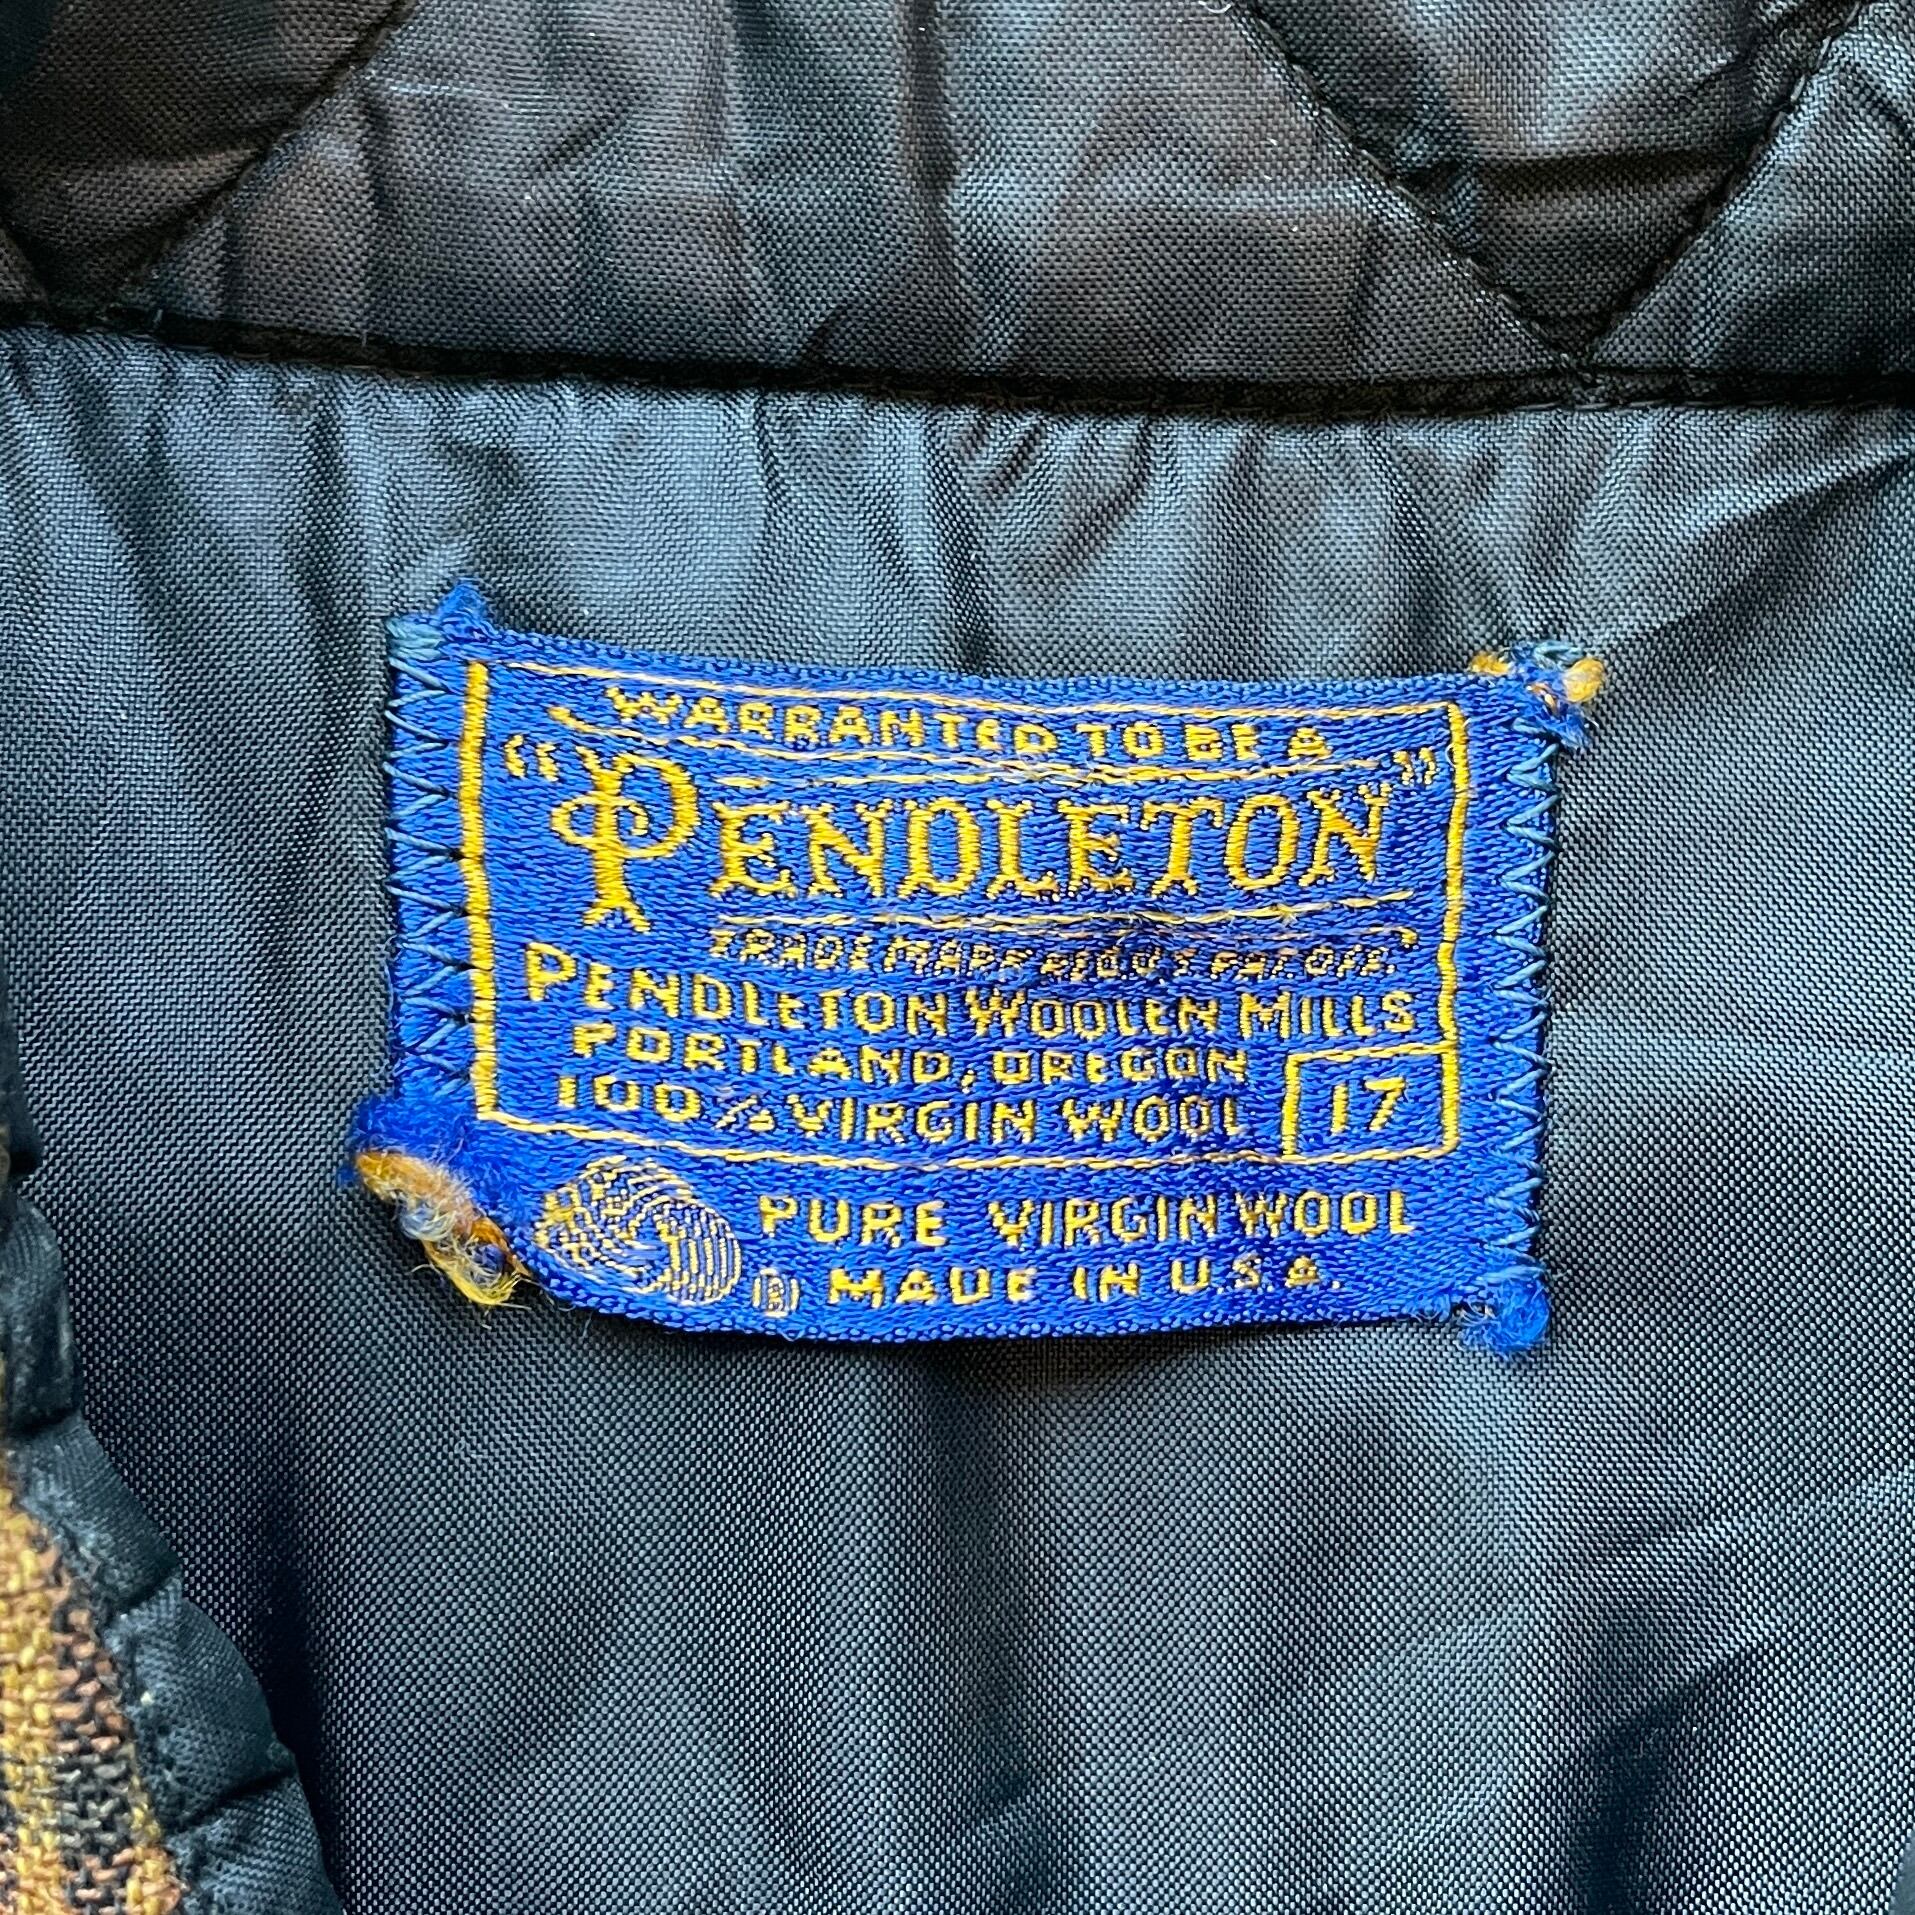 WARRANTED TO BE A
"PENDLETON"
TRADE MARK REG. U.S. PAT. OFF.
PENDLETON WOOLEN MILLS
PORTLAND, OREGON
100% VIRGIN WOOL 17
PURE VIRGIN WOOL
® MADE IN U.S.A.